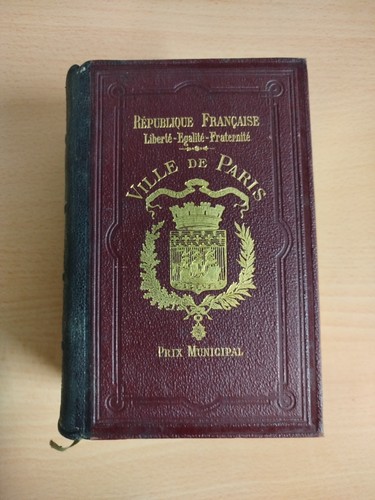 RÉPUBLIQUE FRANÇAISE
Liberté-Egalité-Fraternité
VILLE DE PARIS
PRIX MUNICIPAL